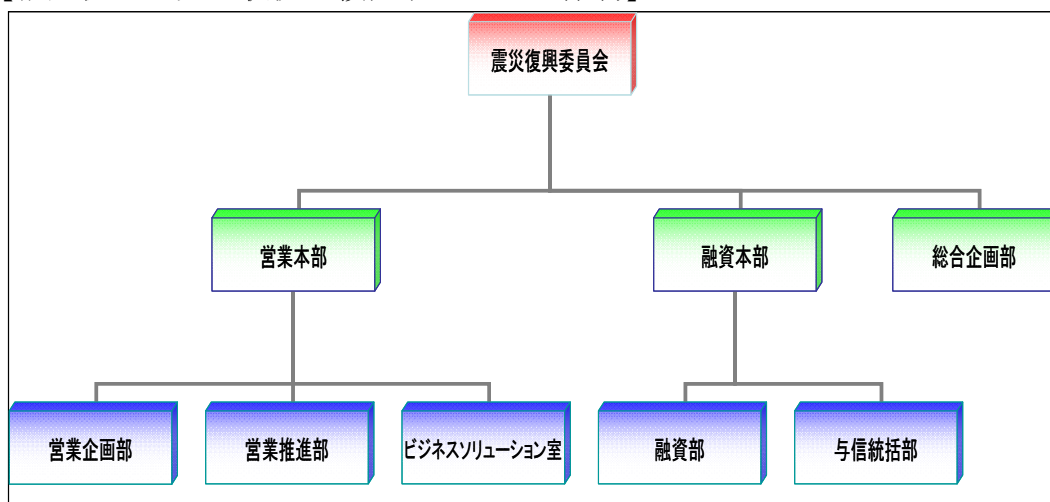 震災復興委員会
営業本部
融資本部
総合企画部
営業企画部
営業推進部
ビジネスソリューション室
融資部
与信統括部